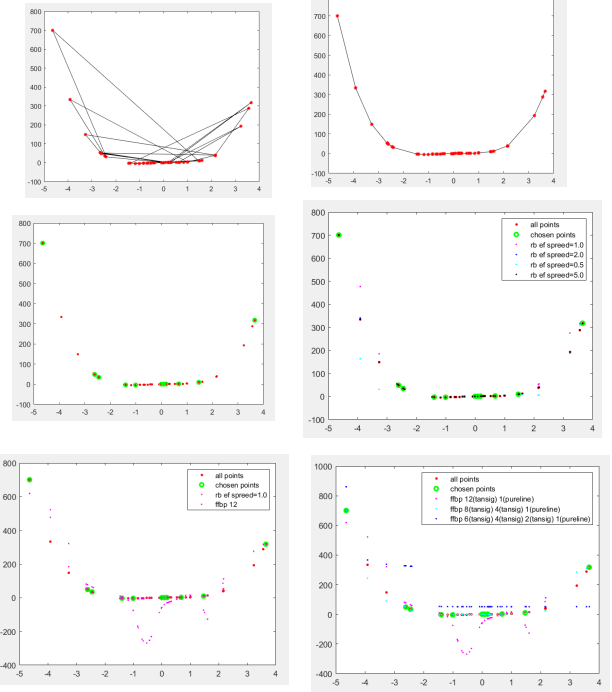 800
700
600
500
400
300
200
100
0
-100
-5 -4 -3 -2 -1 0 1 2 3 4
700
600
500
400
300
200
100
0
-100
-5 -4 -3 -2 -1 0 1 2 3 4
800
700
600
500
400
300
200
100
0
-100
-5 -4 -3 -2 -1 0 1 2 3 4
800
700
600
500
400
300
200
100
0
-100
-5 -4 -3 -2 -1 0 1 2 3 4
all points
chosen points
rb ef spreed=1.0
rb ef spreed=2.0
rb ef spreed=0.5
rb ef spreed=5.0
800
600
400
200
0
-200
-400
-5 -4 -3 -2 -1 0 1 2 3 4
all points
chosen points
rb ef spreed=1.0
ffbp 12
1000
800
600
400
200
0
-200
-400
-5 -4 -3 -2 -1 0 1 2 3 4
all points
chosen points
ffbp 12(tansig) 1(pureline)
ffbp 8(tansig) 4(tansig) 1(pureline)
ffbp 6(tansig) 4(tansig) 2(tansig) 1(pureline)